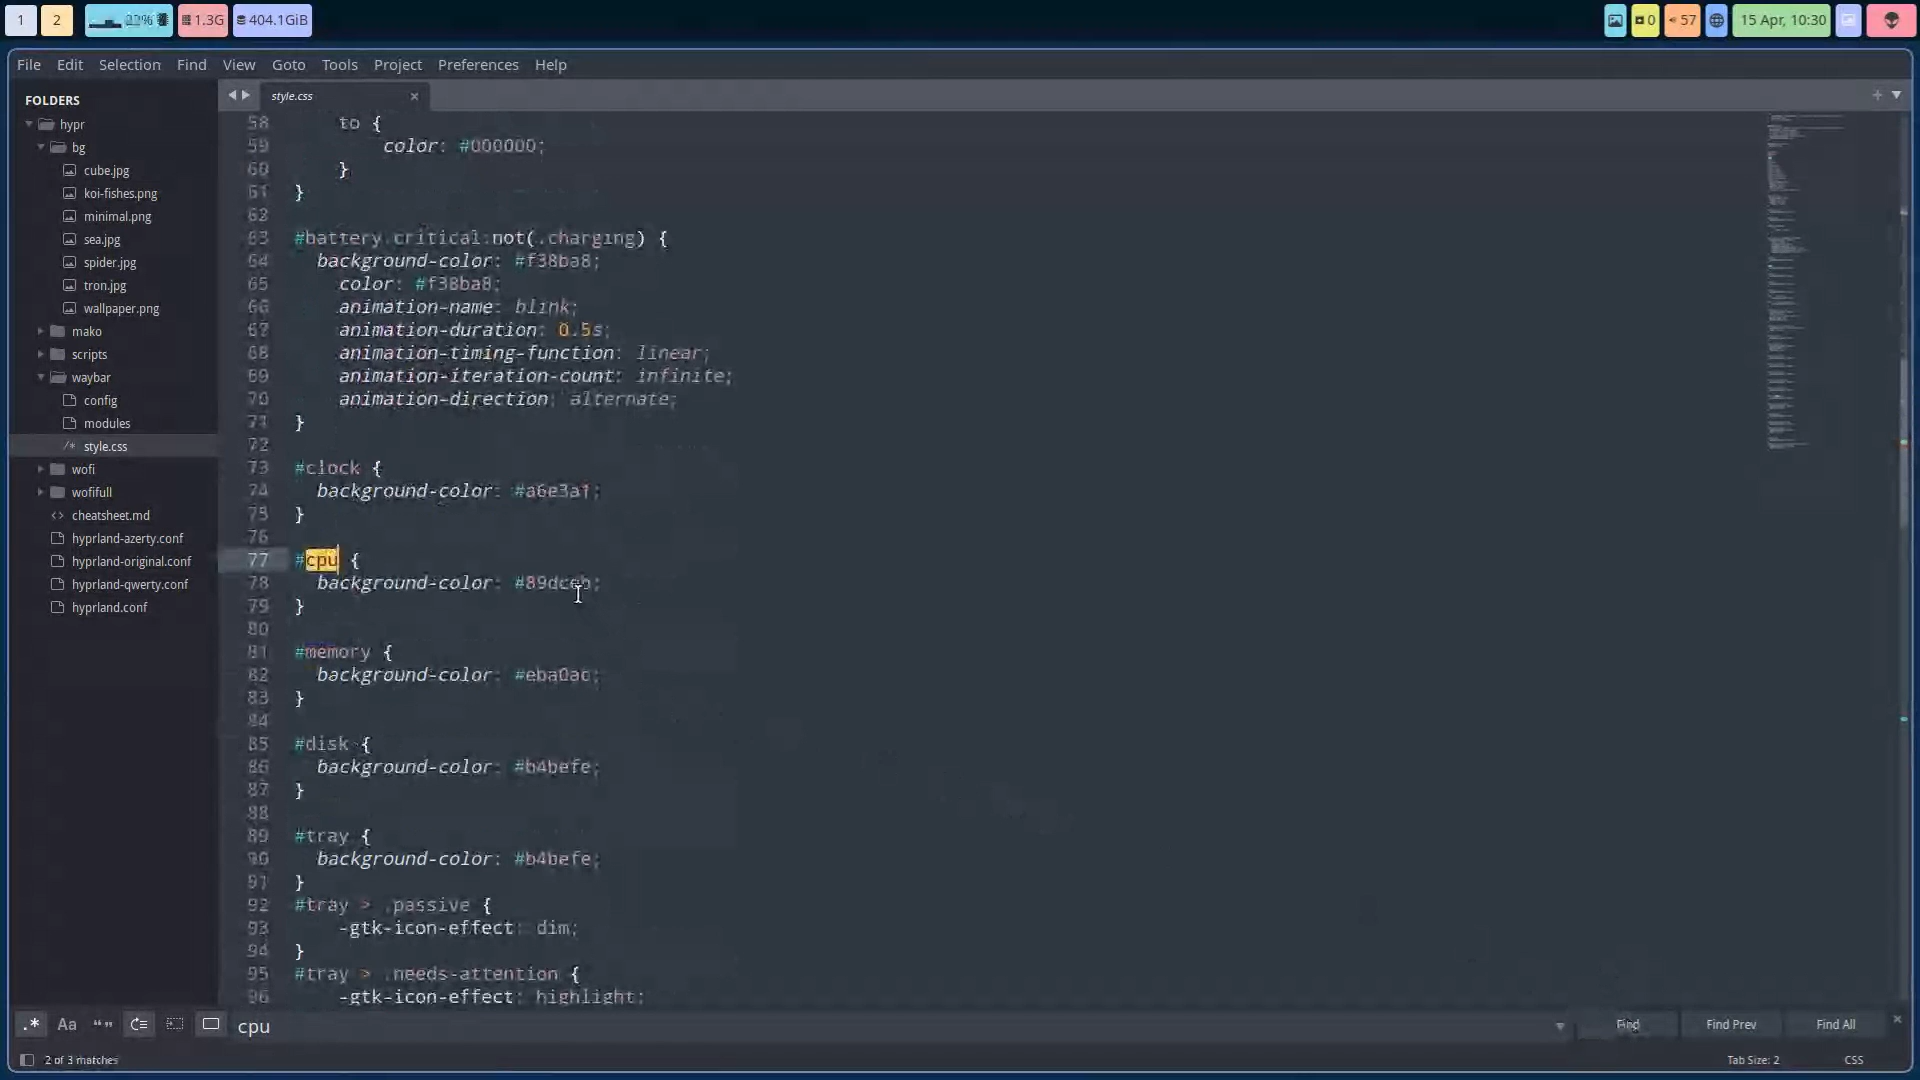 1 2 22% 1.3G 404.1GiB 0 57 15 Apr, 10:30
File Edit Selection Find View Goto Tools Project Preferences Help
FOLDERS
hypr
bg
cube.jpg
koi-fishes.png
minimal.png
sea.jpg
spider.jpg
tron.jpg
wallpaper.png
mako
scripts
waybar
config
modules
style.css
wofi
wofifull
cheatsheet.md
hyprland-azerty.conf
hyprland-original.conf
hyprland-qwerty.conf
hyprland.conf
style.css
58 to {
59 color: #000000;
60 }
61 }
62
63 #battery.critical:not(.charging) {
64 background-color: #f38ba8;
65 color: #f38ba8;
66 animation-name: blink;
67 animation-duration: 0.5s;
68 animation-timing-function: linear;
69 animation-iteration-count: infinite;
70 animation-direction: alternate;
71 }
72
73 #clock {
74 background-color: #a6e3a1;
75 }
76
77 #cpu {
78 background-color: #89dceb;
79 }
80
81 #memory {
82 background-color: #eba0ac;
83 }
84
85 #disk {
86 background-color: #b4befe;
87 }
88
89 #tray {
90 background-color: #b4befe;
91 }
92 #tray > .passive {
93 -gtk-icon-effect: dim;
94 }
95 #tray > .needs-attention {
96 -gtk-icon-effect: highlight;
.* Aa “” cpu Find Find Prev Find All
2 of 3 matches Tab Size: 2 CSS